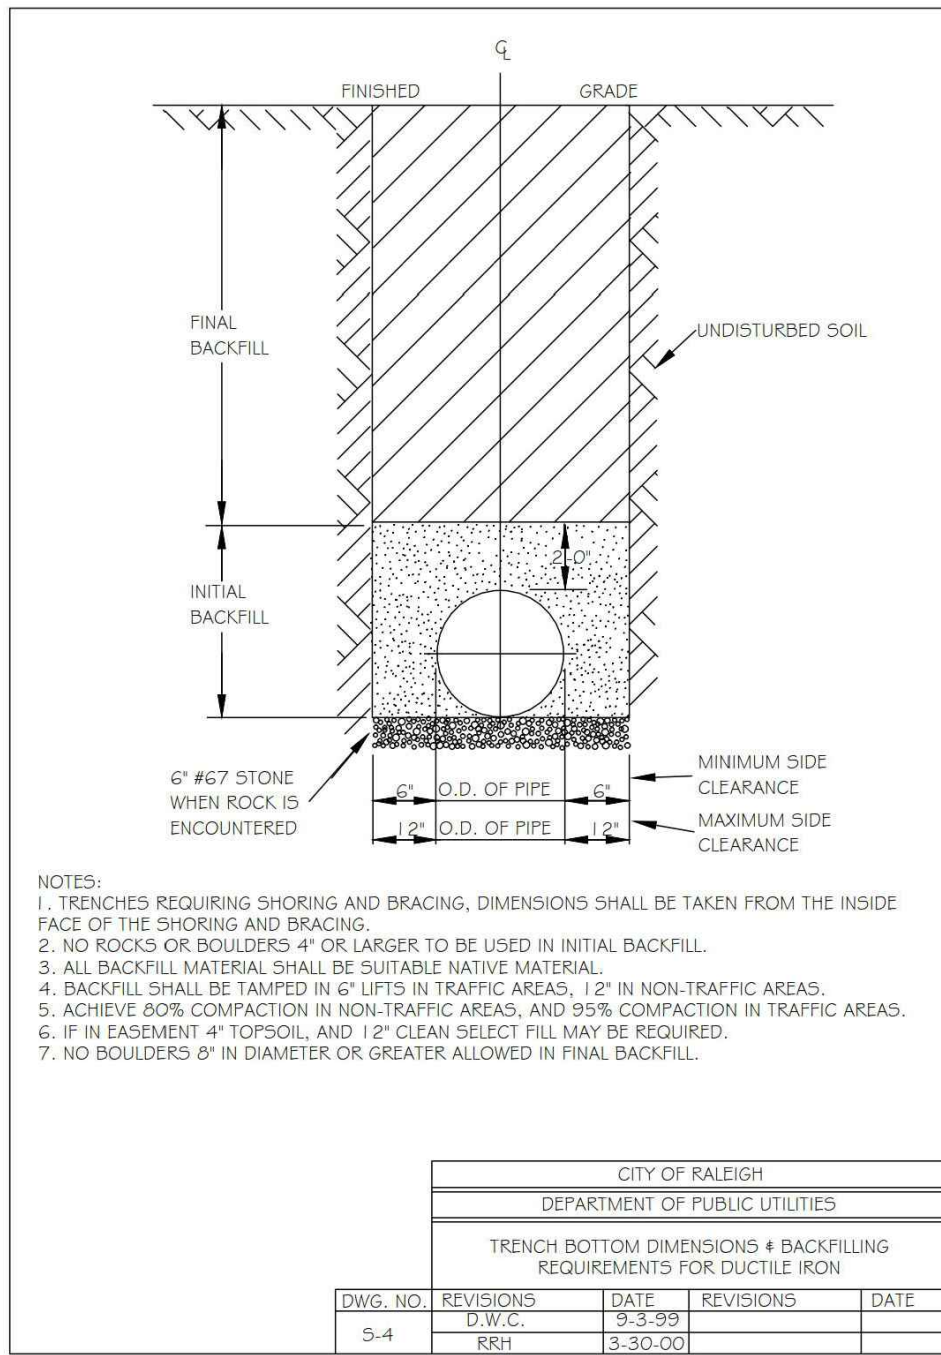 ℄
FINISHED GRADE
FINAL
BACKFILL
UNDISTURBED SOIL
2'-0"
INITIAL
BACKFILL
6" #67 STONE
WHEN ROCK IS
ENCOUNTERED
6" O.D. OF PIPE 6"
12" O.D. OF PIPE 12"
MINIMUM SIDE
CLEARANCE
MAXIMUM SIDE
CLEARANCE
NOTES:
1. TRENCHES REQUIRING SHORING AND BRACING, DIMENSIONS SHALL BE TAKEN FROM THE INSIDE
FACE OF THE SHORING AND BRACING.
2. NO ROCKS OR BOULDERS 4" OR LARGER TO BE USED IN INITIAL BACKFILL.
3. ALL BACKFILL MATERIAL SHALL BE SUITABLE NATIVE MATERIAL.
4. BACKFILL SHALL BE TAMPED IN 6" LIFTS IN TRAFFIC AREAS, 12" IN NON-TRAFFIC AREAS.
5. ACHIEVE 80% COMPACTION IN NON-TRAFFIC AREAS, AND 95% COMPACTION IN TRAFFIC AREAS.
6. IF IN EASEMENT 4" TOPSOIL, AND 12" CLEAN SELECT FILL MAY BE REQUIRED.
7. NO BOULDERS 8" IN DIAMETER OR GREATER ALLOWED IN FINAL BACKFILL.
CITY OF RALEIGH
DEPARTMENT OF PUBLIC UTILITIES
TRENCH BOTTOM DIMENSIONS & BACKFILLING
REQUIREMENTS FOR DUCTILE IRON
DWG. NO. REVISIONS DATE REVISIONS DATE
S-4
D.W.C. 9-3-99
RRH 3-30-00